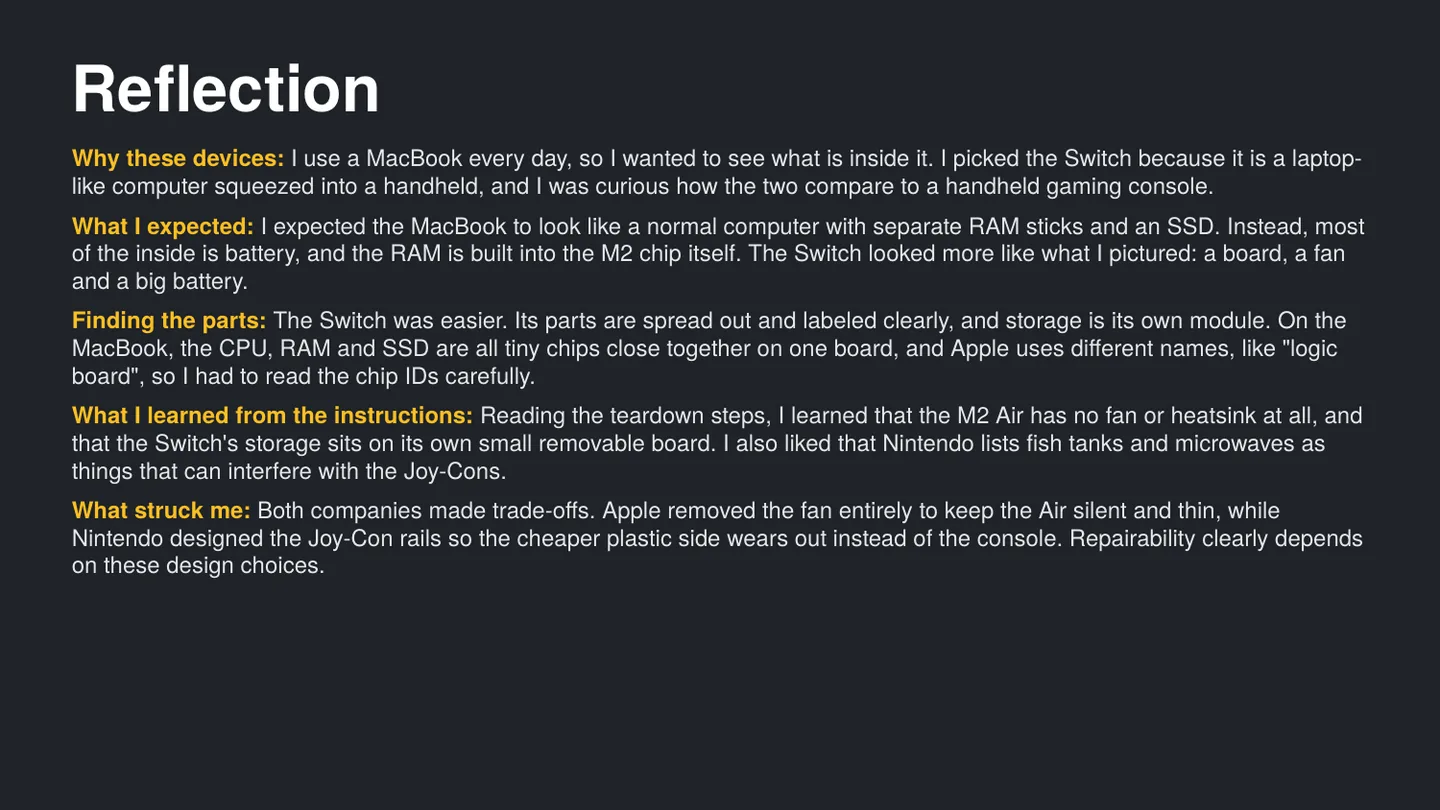 Reflection
Why these devices: I use a MacBook every day, so I wanted to see what is inside it. I picked the Switch because it is a laptop-
like computer squeezed into a handheld, and I was curious how the two compare to a handheld gaming console.
What I expected: I expected the MacBook to look like a normal computer with separate RAM sticks and an SSD. Instead, most
of the inside is battery, and the RAM is built into the M2 chip itself. The Switch looked more like what I pictured: a board, a fan
and a big battery.
Finding the parts: The Switch was easier. Its parts are spread out and labeled clearly, and storage is its own module. On the
MacBook, the CPU, RAM and SSD are all tiny chips close together on one board, and Apple uses different names, like "logic
board", so I had to read the chip IDs carefully.
What I learned from the instructions: Reading the teardown steps, I learned that the M2 Air has no fan or heatsink at all, and
that the Switch's storage sits on its own small removable board. I also liked that Nintendo lists fish tanks and microwaves as
things that can interfere with the Joy-Cons.
What struck me: Both companies made trade-offs. Apple removed the fan entirely to keep the Air silent and thin, while
Nintendo designed the Joy-Con rails so the cheaper plastic side wears out instead of the console. Repairability clearly depends
on these design choices.